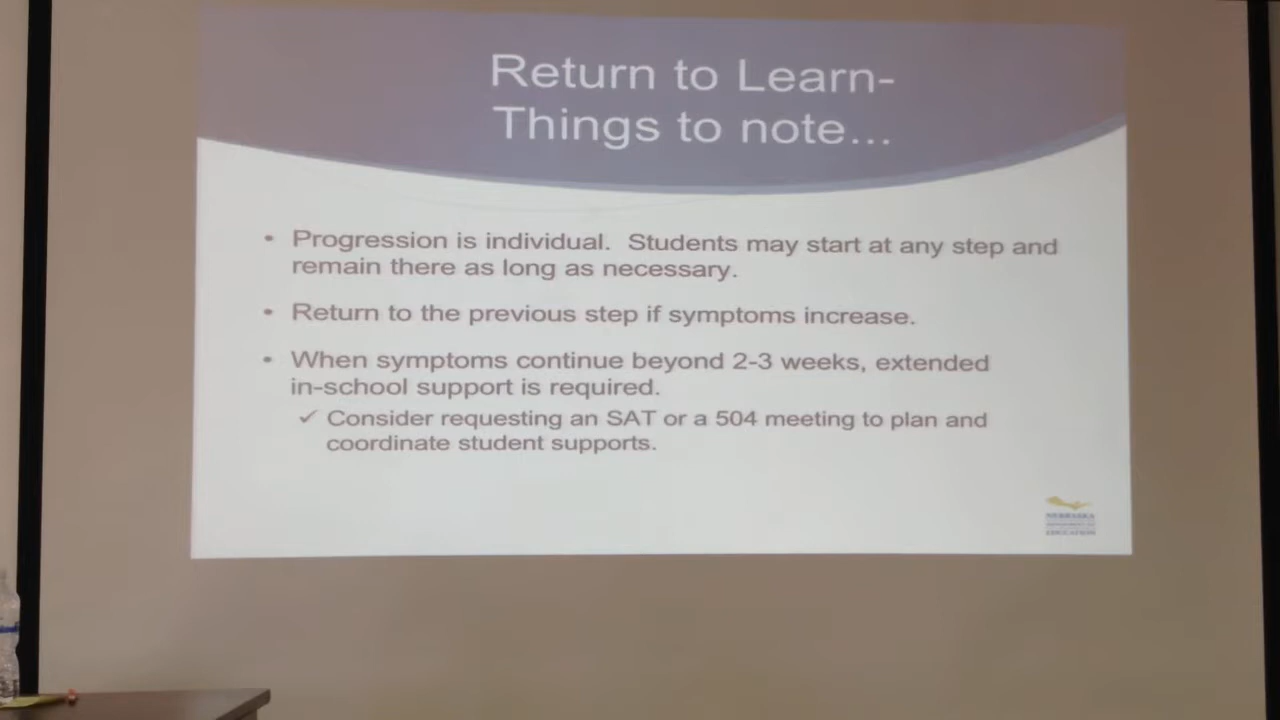 Return to Learn-
Things to note...
• Progression is individual. Students may start at any step and
remain there as long as necessary.
• Return to the previous step if symptoms increase.
• When symptoms continue beyond 2-3 weeks, extended
in-school support is required.
✓ Consider requesting an SAT or a 504 meeting to plan and
coordinate student supports.
NEBRASKA
EDUCATION